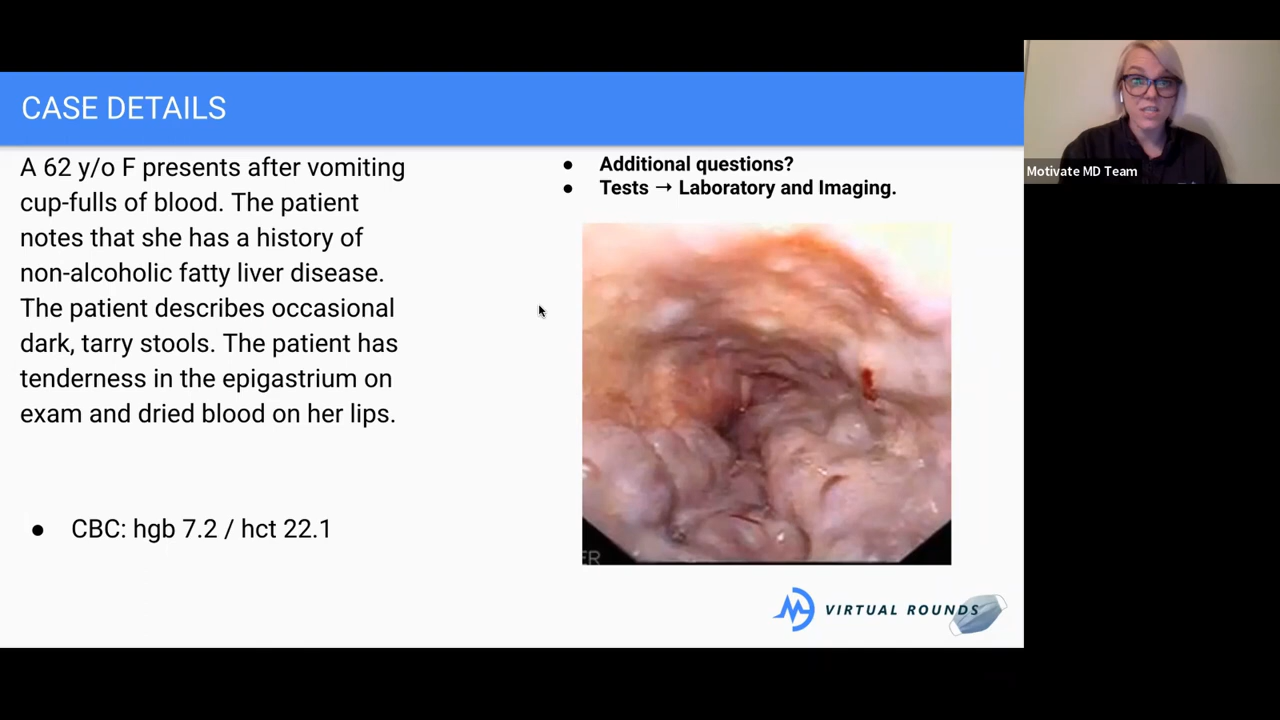 CASE DETAILS
A 62 y/o F presents after vomiting
cup-fulls of blood. The patient
notes that she has a history of
non-alcoholic fatty liver disease.
The patient describes occasional
dark, tarry stools. The patient has
tenderness in the epigastrium on
exam and dried blood on her lips.
● CBC: hgb 7.2 / hct 22.1
● Additional questions?
● Tests → Laboratory and Imaging.
ER
VIRTUAL ROUNDS
Motivate MD Team